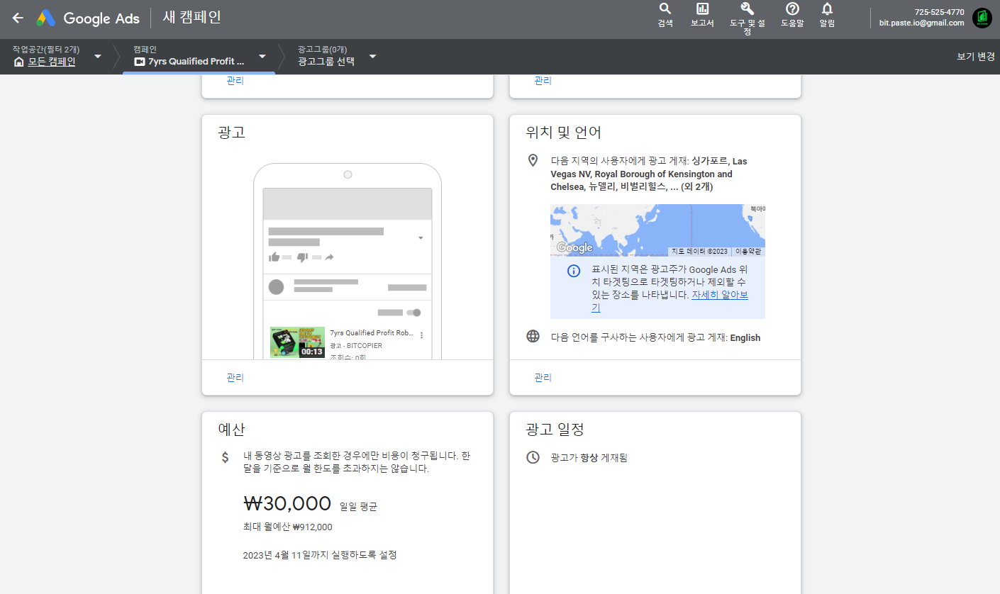 Google Ads
새 캠페인
검색
보고서
도구 및 설
정
도움말
알림
725-525-4770
bit.paste.io@gmail.com
작업공간(필터 2개)
모든 캠페인
캠페인
7yrs Qualified Profit ...
광고그룹(0개)
광고그룹 선택
보기 변경
관리
관리
광고
7yrs Qualified Profit Rob...
광고 - BITCOPIER
00:13
조회수: 0회
관리
위치 및 언어
다음 지역의 사용자에게 광고 게재: 싱가포르, Las
Vegas NV, Royal Borough of Kensington and
Chelsea, 뉴델리, 비벌리힐스, ... (외 2개)
북아메
카
Google
지도 데이터 ©2023
이용약관
표시된 지역은 광고주가 Google Ads 위
치 타겟팅으로 타겟팅하거나 제외할 수
있는 장소를 나타냅니다. 자세히 알아보
기
다음 언어를 구사하는 사용자에게 광고 게재: English
관리
예산
$
내 동영상 광고를 조회한 경우에만 비용이 청구됩니다. 한
달을 기준으로 월 한도를 초과하지는 않습니다.
₩30,000 일일 평균
최대 월예산 ₩912,000
2023년 4월 11일까지 실행하도록 설정
광고 일정
광고가 항상 게재됨